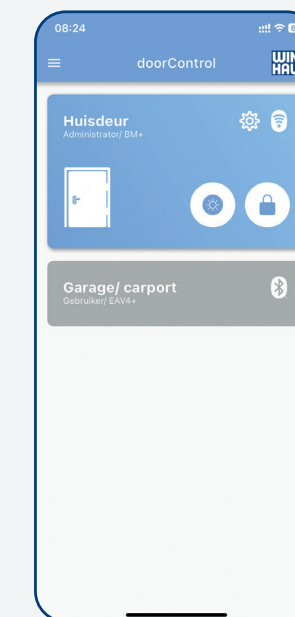 08:24
doorControl
Huisdeur
Administrator/ BM+
Garage/ carport
Gebruiker/ EAV4+